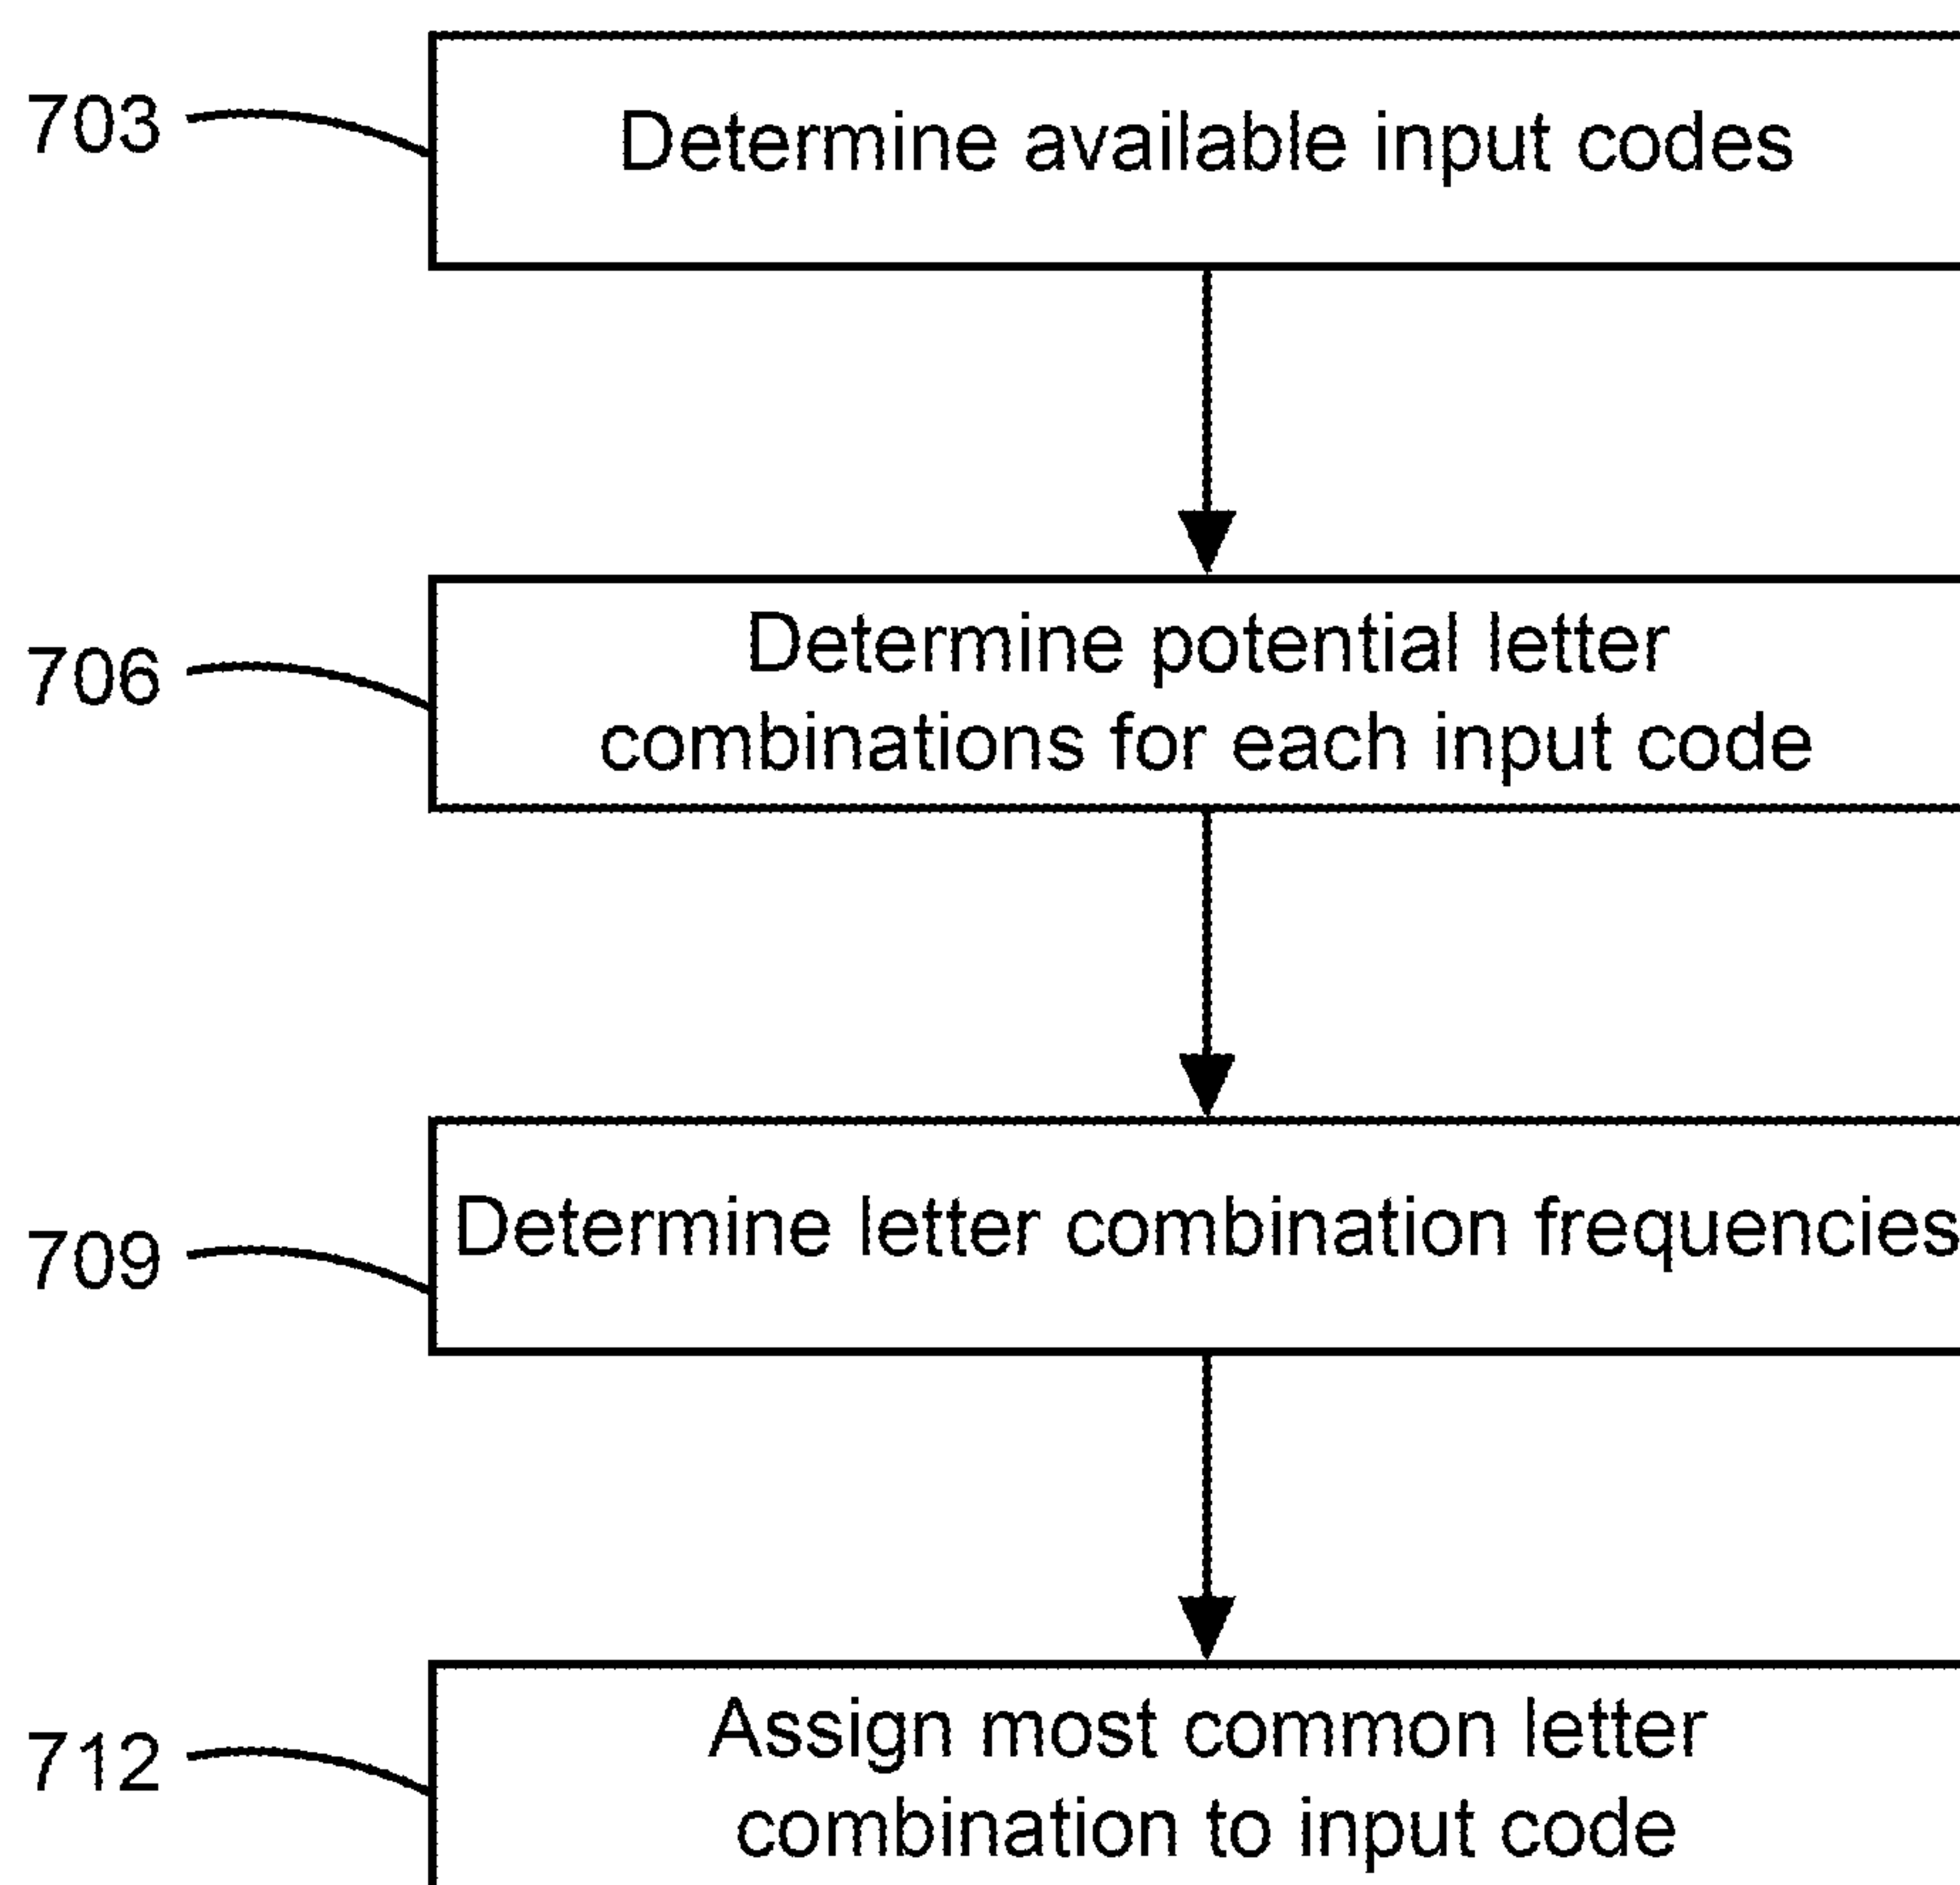 703
Determine available input codes
706
Determine potential letter
combinations for each input code
709
Determine letter combination frequencies
712
Assign most common letter
combination to input code